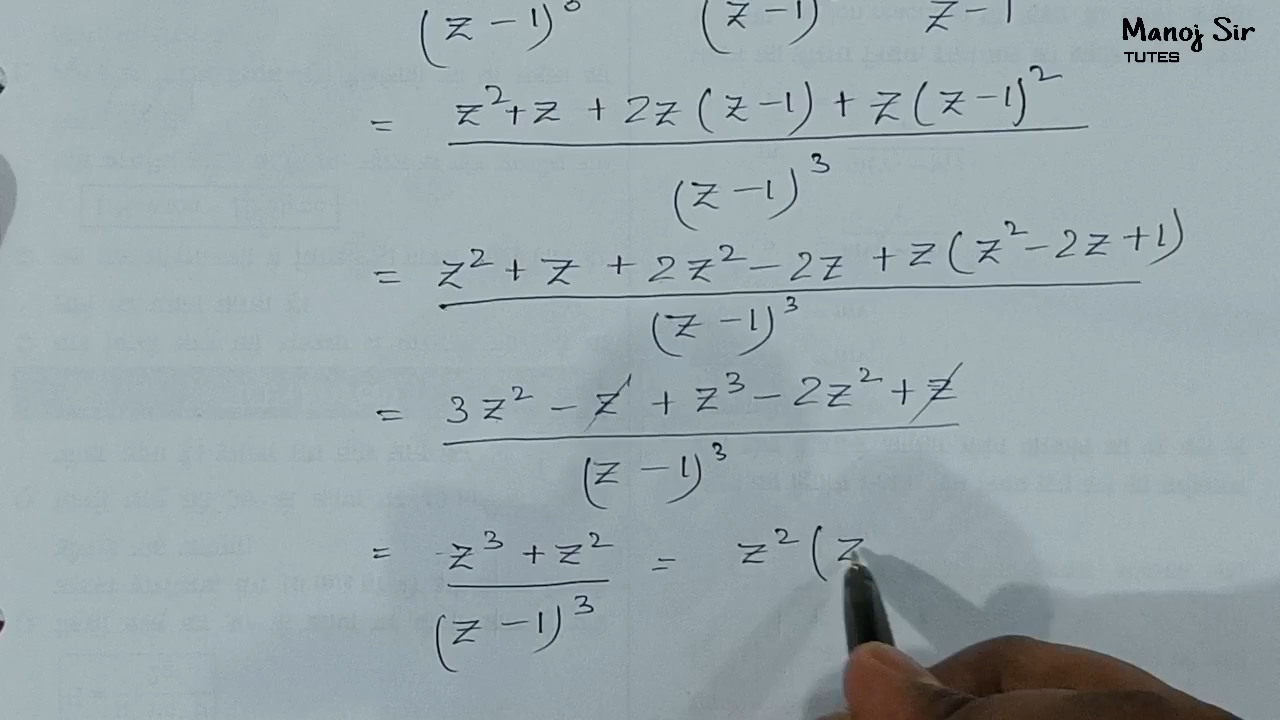 (z-1)³ (z-1) z-1
Manoj Sir
TUTES
= z²+z + 2z(z-1) + z(z-1)²
(z-1)³
= z² + z + 2z² - 2z + z(z² - 2z + 1)
(z-1)³
= 3z² - z + z³ - 2z² + z
(z-1)³
= z³ + z² = z²(z
(z-1)³